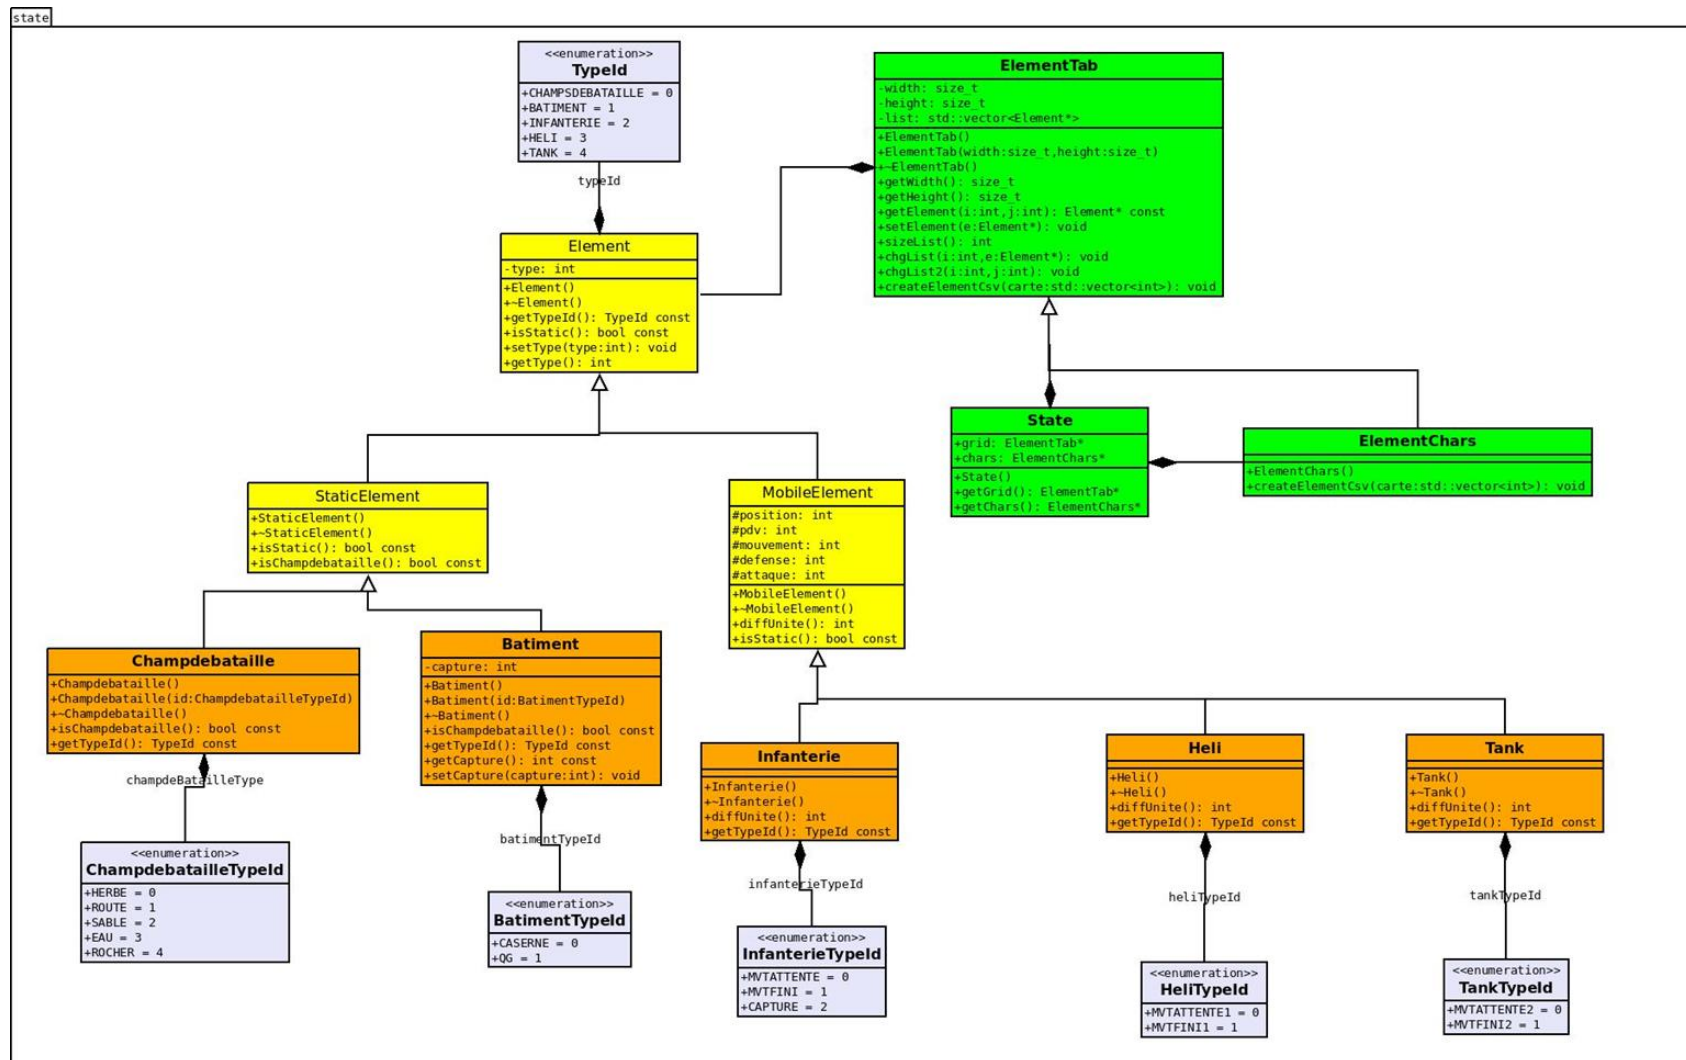 state
<<enumeration>>
TypeId
+CHAMPSDEBATAILLE = 0
+BATIMENT = 1
+INFANTERIE = 2
+HELI = 3
+TANK = 4
typeId
ElementTab
-width: size_t
-height: size_t
-list: std::vector<Element*>
+ElementTab()
+ElementTab(width:size_t,height:size_t)
+~ElementTab()
+getWidth(): size_t
+getHeight(): size_t
+getElement(i:int,j:int): Element* const
+setElement(e:Element*): void
+sizeList(): int
+chgList(i:int,e:Element*): void
+chgList2(i:int,j:int): void
+createElementCsv(carte:std::vector<int>): void
Element
-type: int
+Element()
+~Element()
+getTypeId(): TypeId const
+isStatic(): bool const
+setType(type:int): void
+getType(): int
State
+grid: ElementTab*
+chars: ElementChars*
+State()
+getGrid(): ElementTab*
+getChars(): ElementChars*
ElementChars
+ElementChars()
+createElementCsv(carte:std::vector<int>): void
StaticElement
+StaticElement()
+~StaticElement()
+isStatic(): bool const
+isChampdebataille(): bool const
MobileElement
#position: int
#pdv: int
#mouvement: int
#defense: int
#attaque: int
+MobileElement()
+~MobileElement()
+diffUnite(): int
+isStatic(): bool const
Champdebataille
+Champdebataille()
+Champdebataille(id:ChampdebatailleTypeId)
+~Champdebataille()
+isChampdebataille(): bool const
+getTypeId(): TypeId const
champdeBatailleType
Batiment
-capture: int
+Batiment()
+Batiment(id:BatimentTypeId)
+~Batiment()
+isChampdebataille(): bool const
+getTypeId(): TypeId const
+getCapture(): int const
+setCapture(capture:int): void
batimentTypeId
Infanterie
+Infanterie()
+~Infanterie()
+diffUnite(): int
+getTypeId(): TypeId const
infanterieTypeId
Heli
+Heli()
+~Heli()
+diffUnite(): int
+getTypeId(): TypeId const
heliTypeId
Tank
+Tank()
+~Tank()
+diffUnite(): int
+getTypeId(): TypeId const
tankTypeId
<<enumeration>>
ChampdebatailleTypeId
+HERBE = 0
+ROUTE = 1
+SABLE = 2
+EAU = 3
+ROCHER = 4
<<enumeration>>
BatimentTypeId
+CASERNE = 0
+QG = 1
<<enumeration>>
InfanterieTypeId
+MVTATTENTE = 0
+MVTFINI = 1
+CAPTURE = 2
<<enumeration>>
HeliTypeId
+MVTATTENTE1 = 0
+MVTFINI1 = 1
<<enumeration>>
TankTypeId
+MVTATTENTE2 = 0
+MVTFINI2 = 1